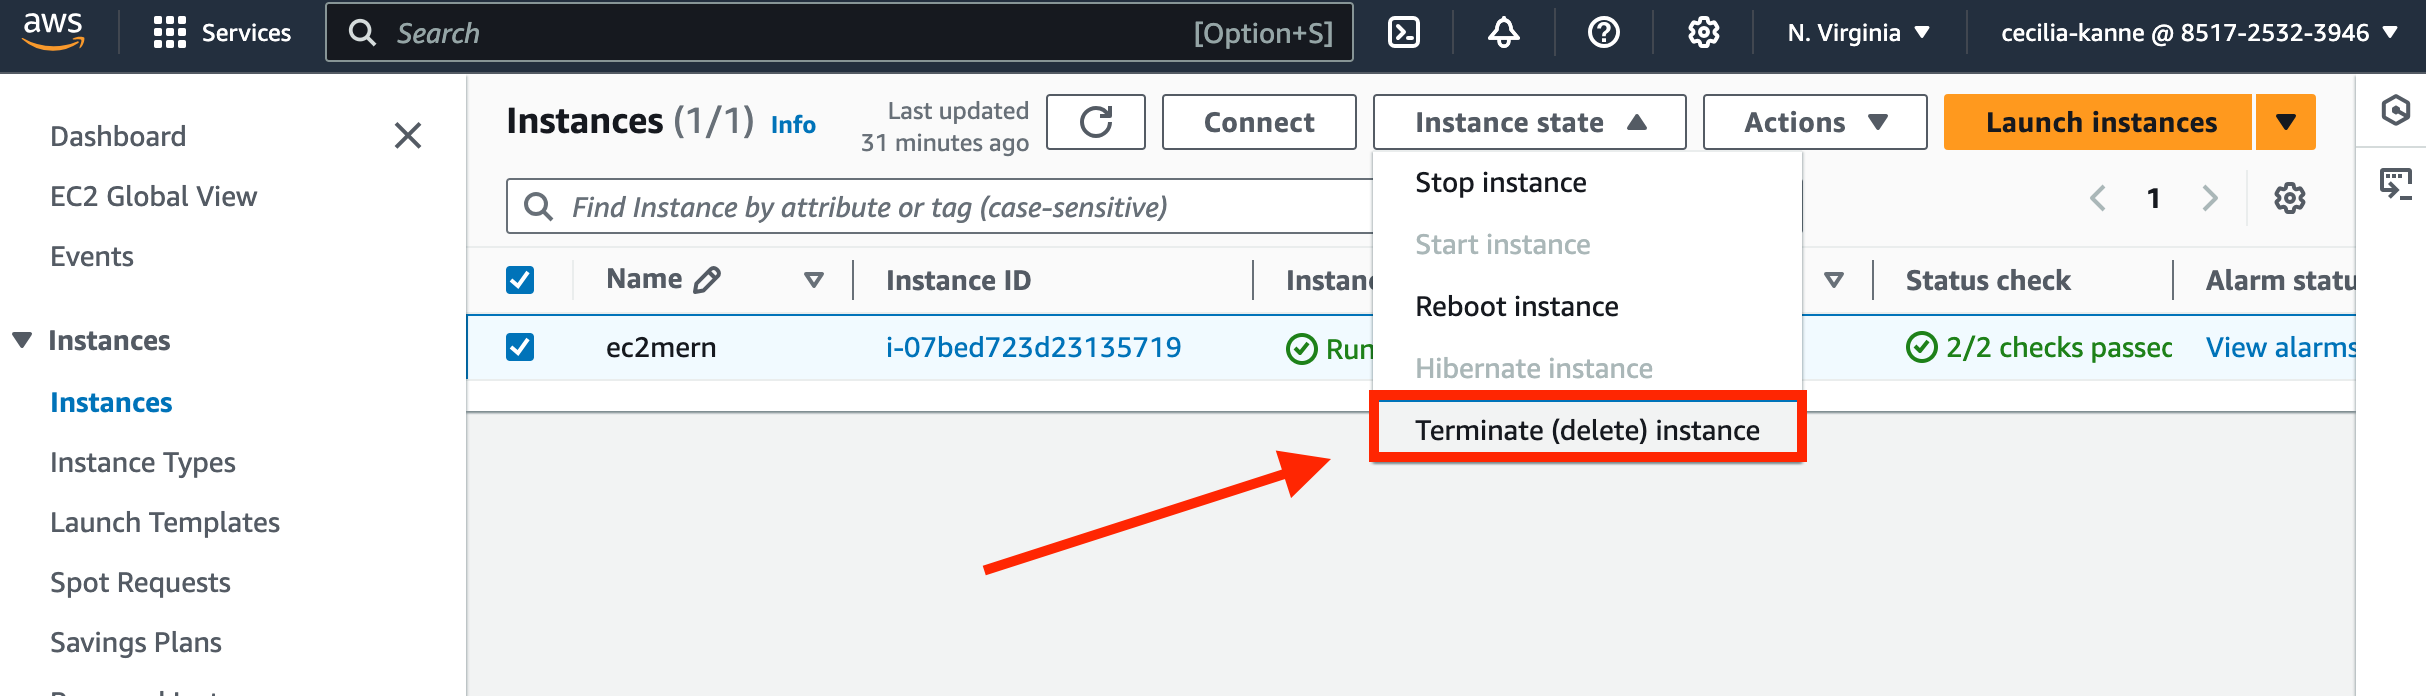 aws
Services
Search
[Option+S]
N. Virginia
cecilia-kanne @ 8517-2532-3946
Dashboard
EC2 Global View
Events
Instances
Instances
Instance Types
Launch Templates
Spot Requests
Savings Plans
Instances (1/1) Info
Last updated
31 minutes ago
Connect
Instance state
Actions
Launch instances
Find Instance by attribute or tag (case-sensitive)
1
Stop instance
Start instance
Reboot instance
Hibernate instance
Terminate (delete) instance
Name
Instance ID
Instanc
Status check
Alarm statu
ec2mern
i-07bed723d23135719
Run
2/2 checks passec
View alarms